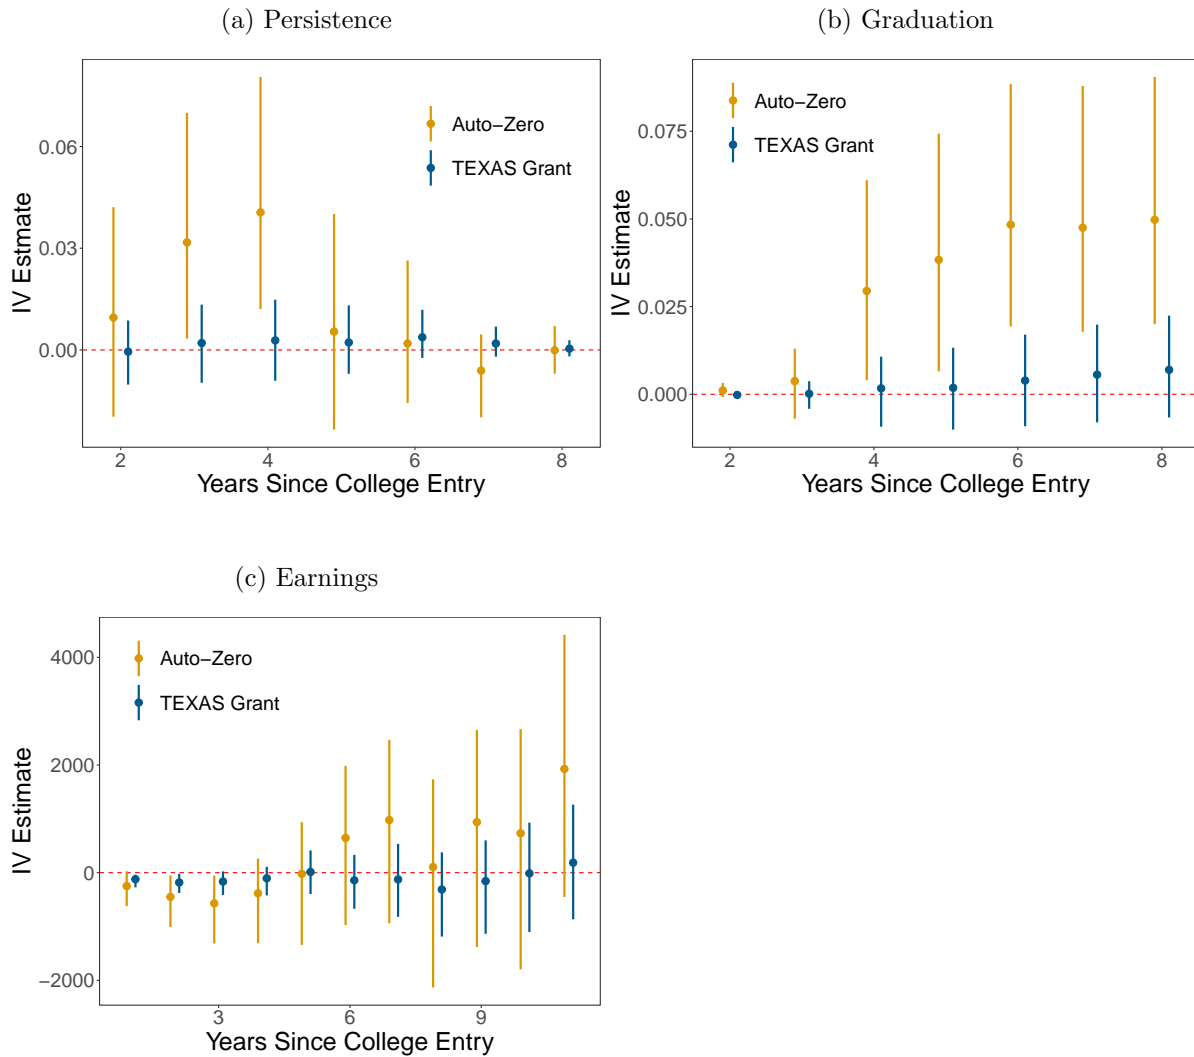 (a) Persistence
Auto−Zero
TEXAS Grant
0.06
0.03
0.00
IV Estmate
2 4 6 8
Years Since College Entry
(b) Graduation
Auto−Zero
TEXAS Grant
0.075
0.050
0.025
0.000
IV Estimate
2 4 6 8
Years Since College Entry
(c) Earnings
Auto−Zero
TEXAS Grant
4000
2000
0
−2000
IV Estimate
3 6 9
Years Since College Entry